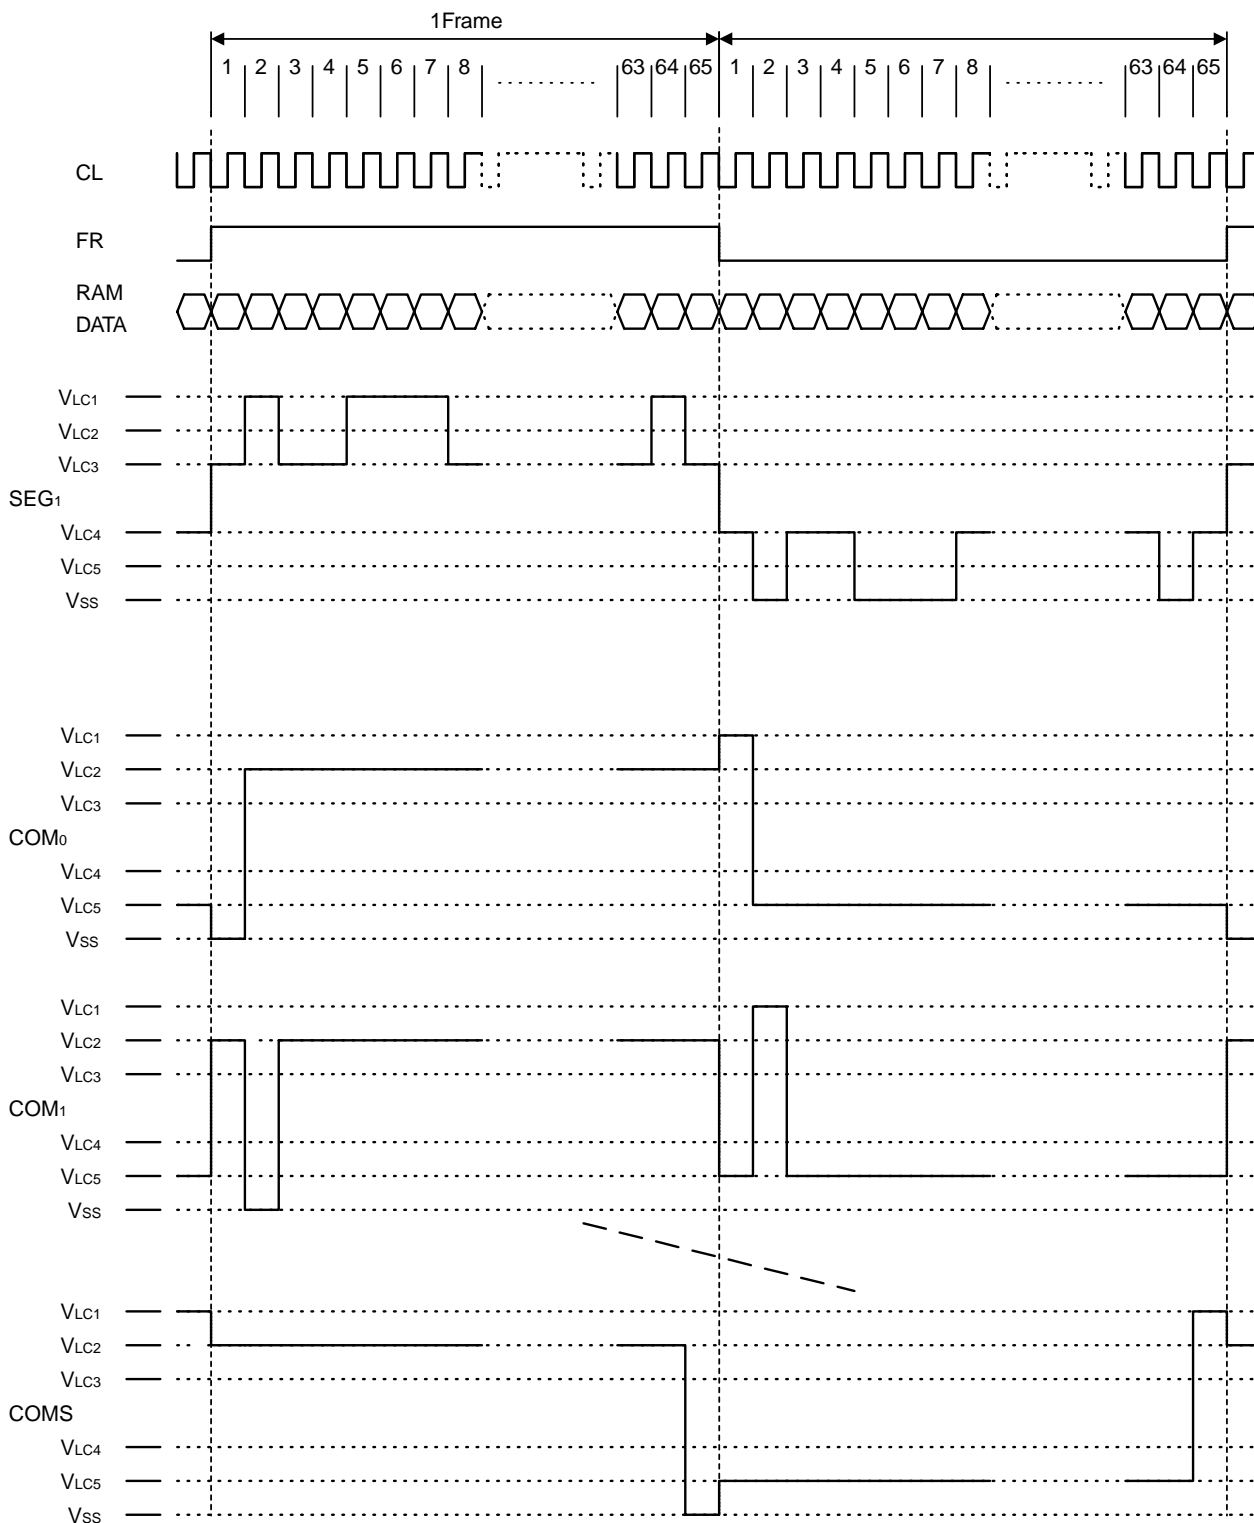 1Frame
1 2 3 4 5 6 7 8 63 64 65 1 2 3 4 5 6 7 8 63 64 65
CL
FR
RAM
DATA
VLC1
VLC2
VLC3
SEG1
VLC4
VLC5
VSS
VLC1
VLC2
VLC3
COM0
VLC4
VLC5
VSS
VLC1
VLC2
VLC3
COM1
VLC4
VLC5
VSS
VLC1
VLC2
VLC3
COMS
VLC4
VLC5
VSS